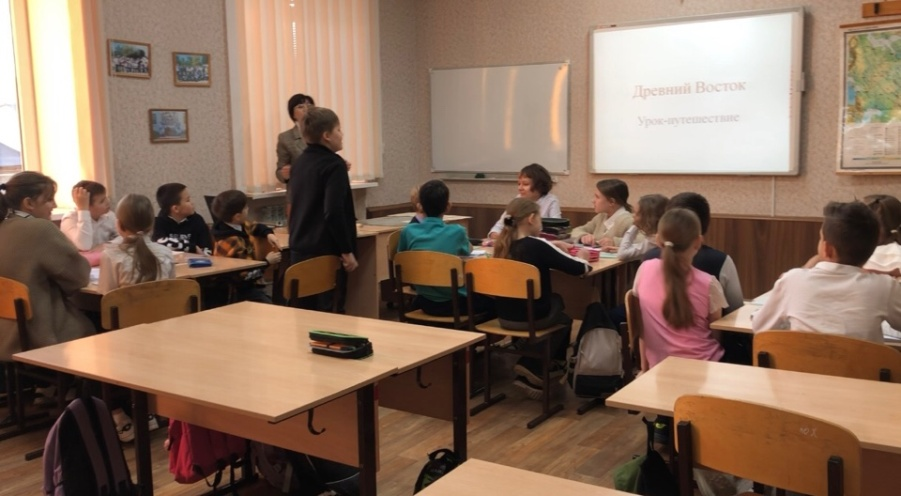 Древний Восток
Урок-путешествие